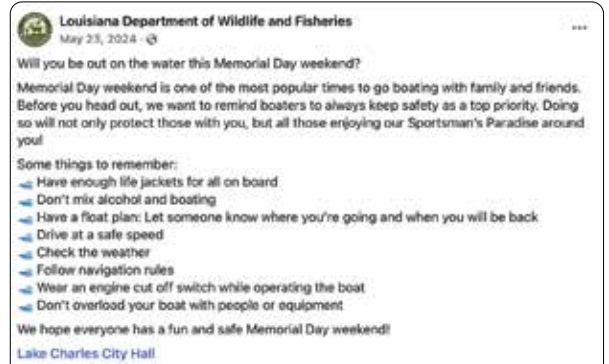 Louisiana Department of Wildlife and Fisheries
May 23, 2024
Will you be out on the water this Memorial Day weekend?
Memorial Day weekend is one of the most popular times to go boating with family and friends.
Before you head out, we want to remind boaters to always keep safety as a top priority. Doing
so will not only protect those with you, but all those enjoying our Sportsman's Paradise around
you!
Some things to remember:
Have enough life jackets for all on board
Don't mix alcohol and boating
Have a float plan: Let someone know where you're going and when you will be back
Drive at a safe speed
Check the weather
Follow navigation rules
Wear an engine cut off switch while operating the boat
Don't overload your boat with people or equipment
We hope everyone has a fun and safe Memorial Day weekend!
Lake Charles City Hall